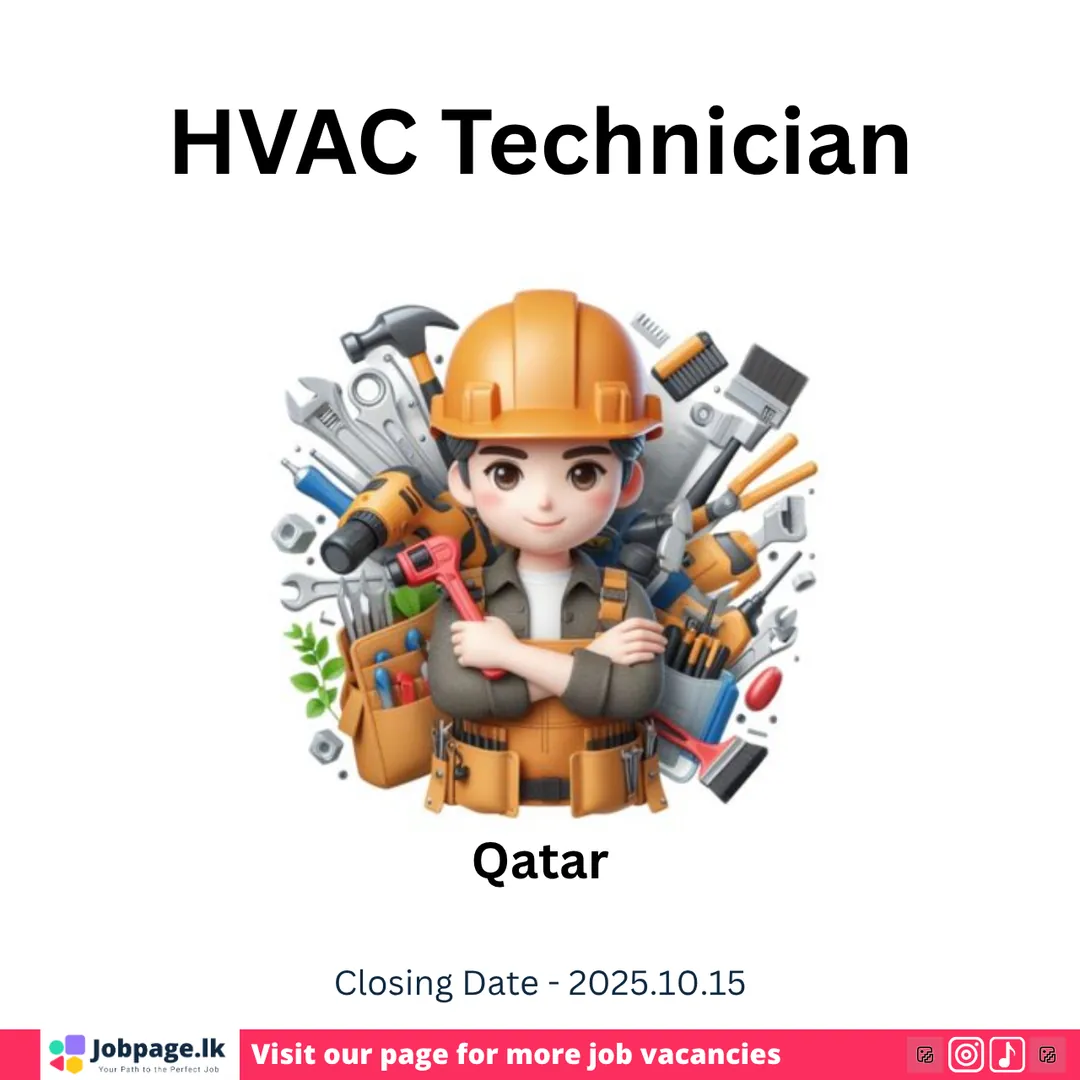 HVAC Technician
Qatar
Closing Date - 2025.10.15
Jobpage.lk
Your Path to the Perfect Job
Visit our page for more job vacancies